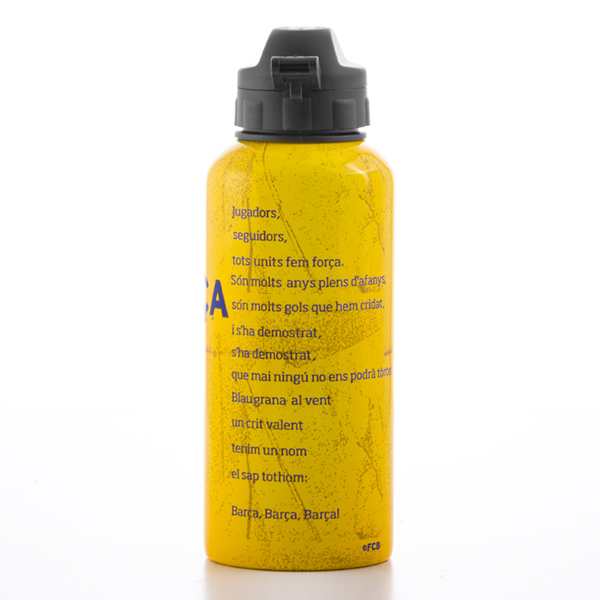 jugadors,
seguidors,
tots units fem força.
Són molts anys plens d'afanys,
són molts gols que hem cridat,
ÇA
i s'ha demostrat,
s'ha demostrat,
que mai ningú no ens podrà tòrce
Blaugrana al vent
un crit valent
tenim un nom
el sap tothom:
Barça, Barça, Barça!
©FCB